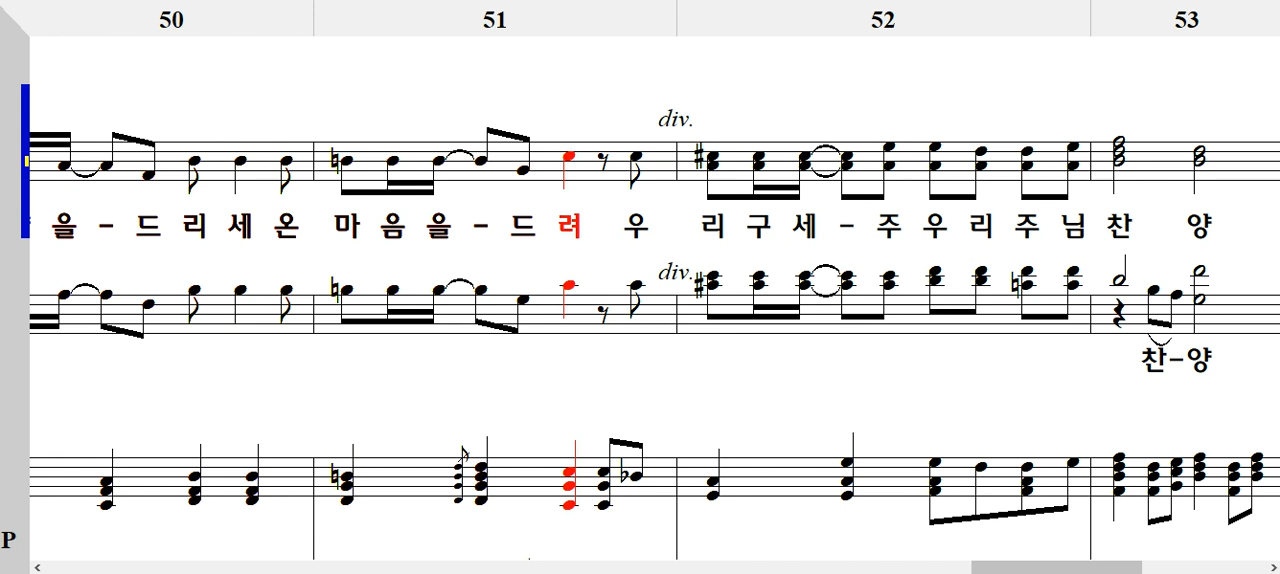 50 51 52 53
div.
을 - 드 리 세 온 마 음 을 - 드 려 우 리 구 세 - 주 우 리 주 님 찬 양
div.
찬 - 양
P